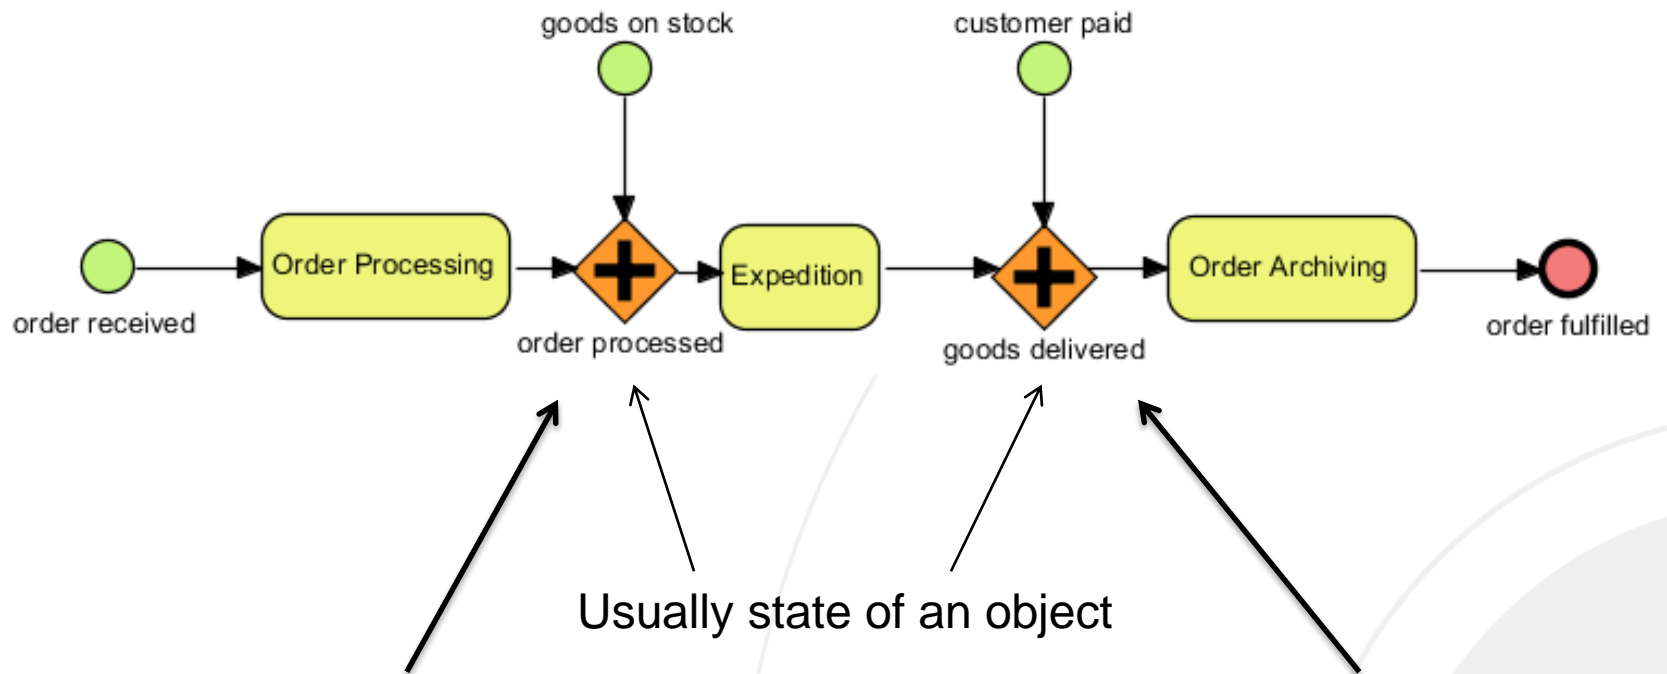 goods on stock
customer paid
Order Processing
Expedition
Order Archiving
order received
order processed
goods delivered
order fulfilled
Usually state of an object